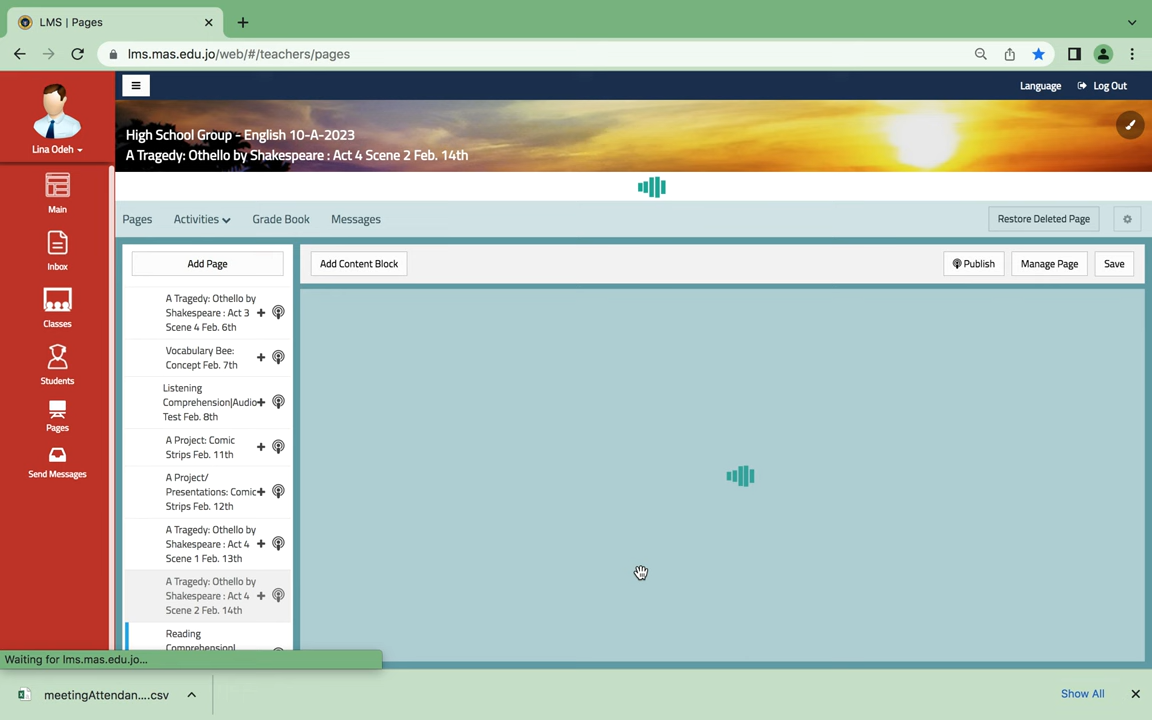 LMS | Pages
lms.mas.edu.jo/web/#/teachers/pages
Language
Log Out
High School Group - English 10-A-2023
A Tragedy: Othello by Shakespeare : Act 4 Scene 2 Feb. 14th
Lina Odeh
Main
Inbox
Classes
Students
Pages
Send Messages
Pages
Activities
Grade Book
Messages
Restore Deleted Page
Add Page
Add Content Block
Publish
Manage Page
Save
A Tragedy: Othello by
Shakespeare : Act 3
Scene 4 Feb. 6th
Vocabulary Bee:
Concept Feb. 7th
Listening
Comprehension|Audio
Test Feb. 8th
A Project: Comic
Strips Feb. 11th
A Project/
Presentations: Comic
Strips Feb. 12th
A Tragedy: Othello by
Shakespeare : Act 4
Scene 1 Feb. 13th
A Tragedy: Othello by
Shakespeare : Act 4
Scene 2 Feb. 14th
Reading
Comprehension|
Waiting for lms.mas.edu.jo...
meetingAttendan....csv
Show All